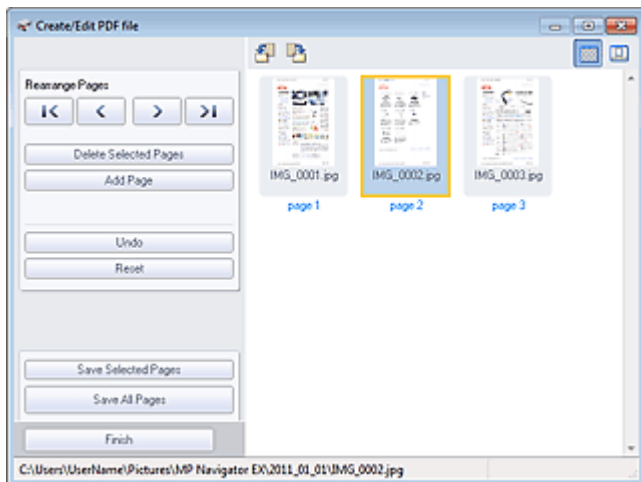 Create/Edit PDF file
Rearrange Pages
Delete Selected Pages
Add Page
Undo
Reset
Save Selected Pages
Save All Pages
Finish
IMG_0001.jpg
IMG_0002.jpg
IMG_0003.jpg
page 1
page 2
page 3
C:\Users\UserName\Pictures\MP Navigator EX\2011_01_01\IMG_0002.jpg